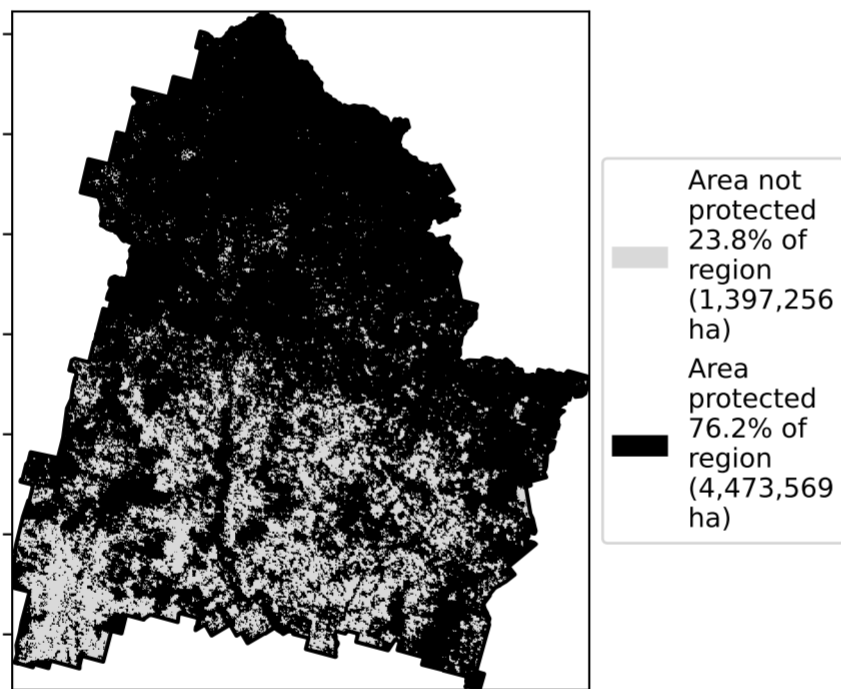 Area not
protected
23.8% of
region
(1,397,256
ha)
Area
protected
76.2% of
region
(4,473,569
ha)